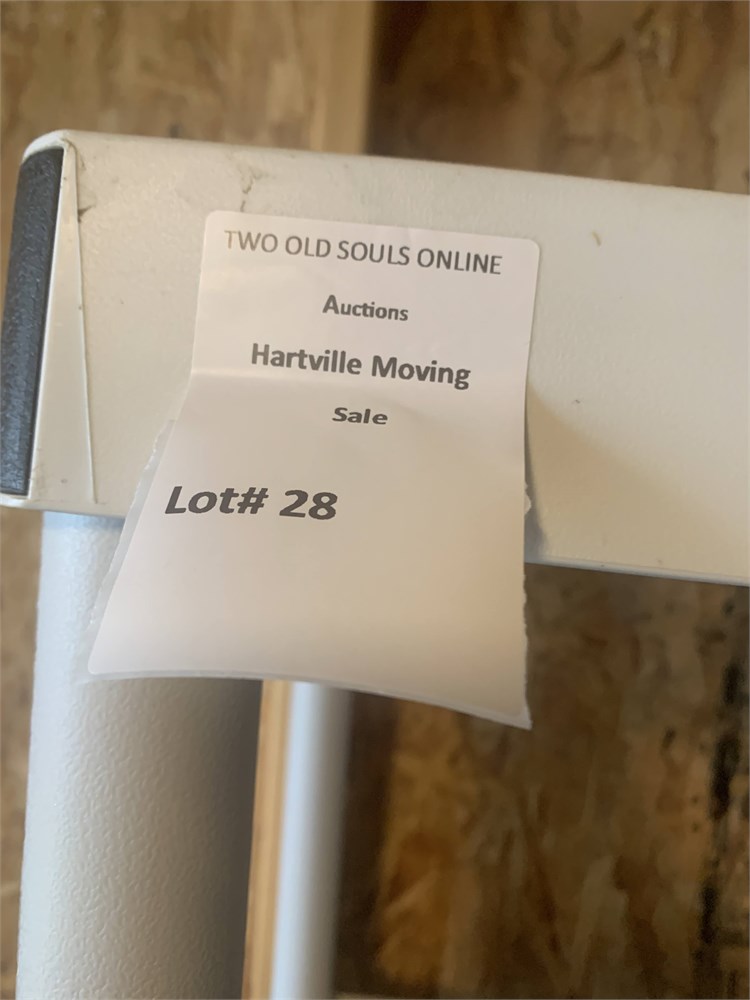 TWO OLD SOULS ONLINE
Auctions
Hartville Moving
Sale
Lot# 28